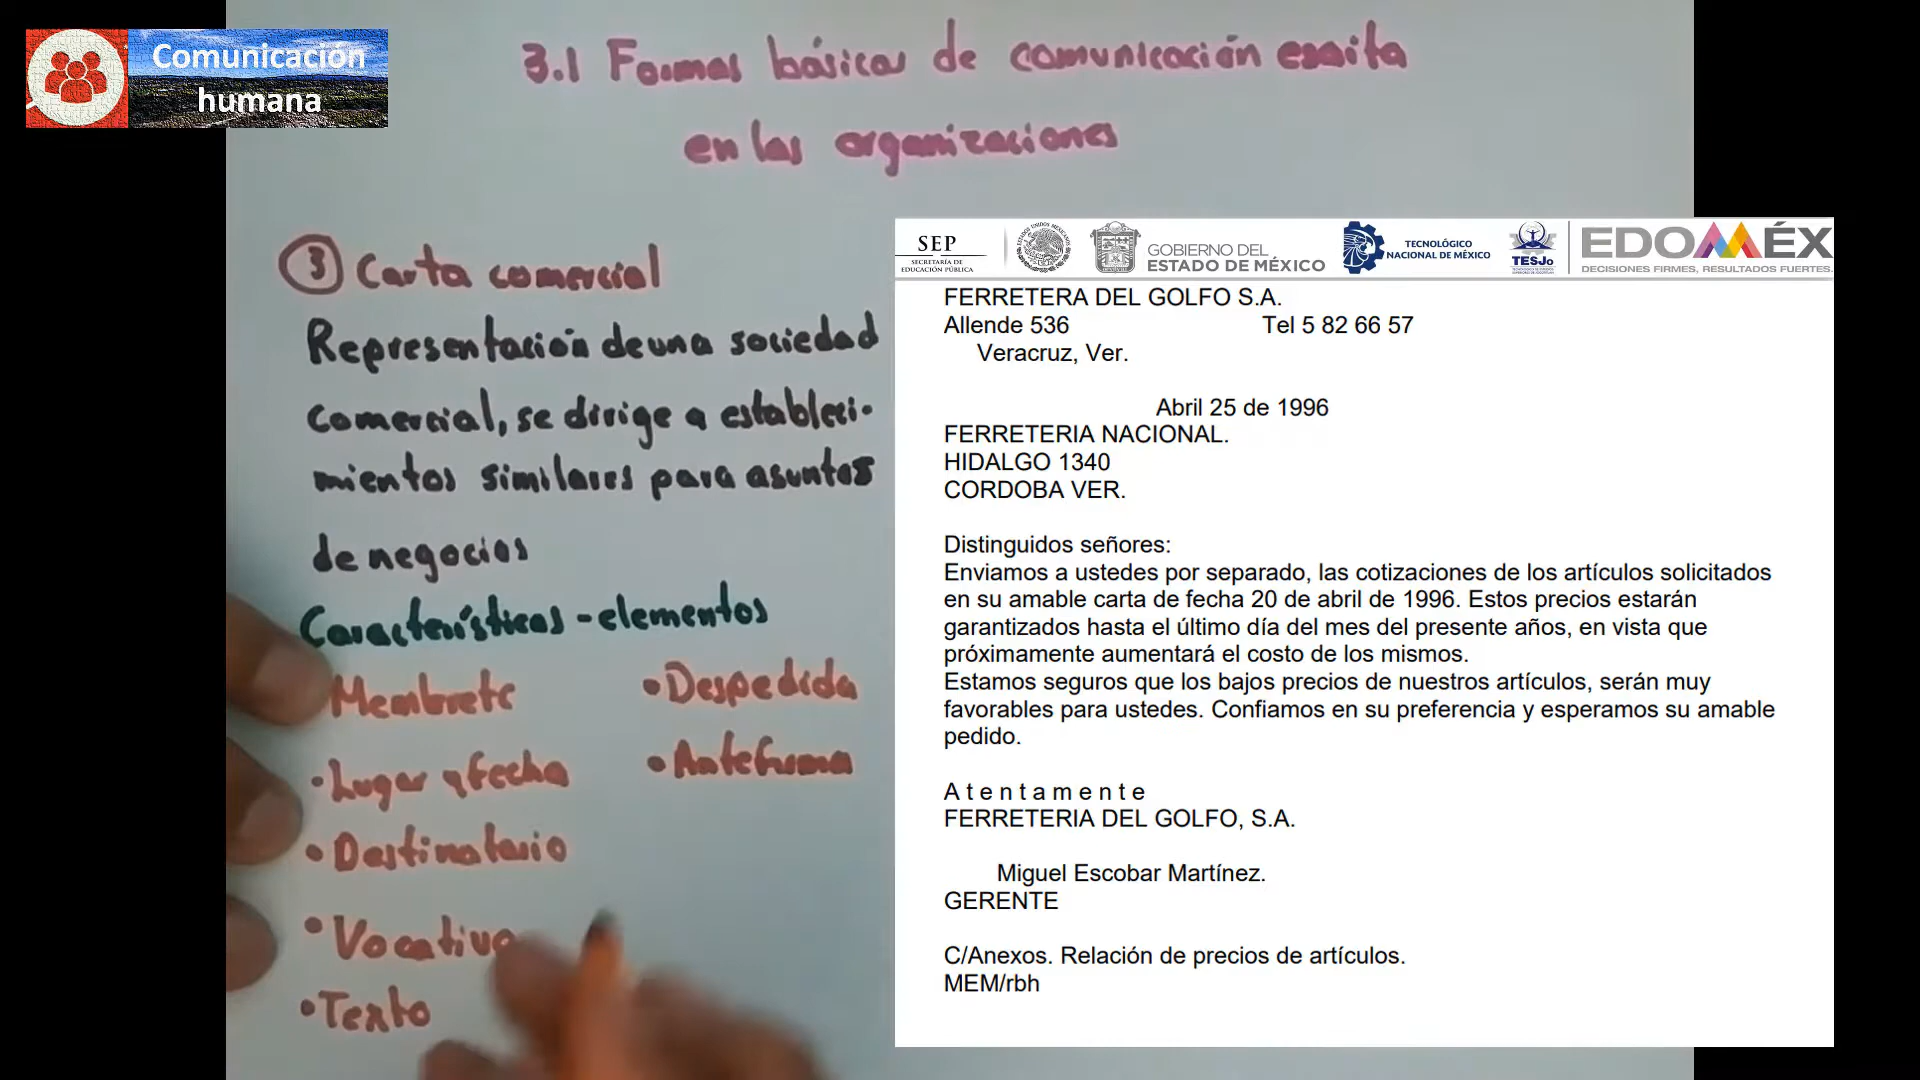 Comunicación
humana
3.1 Formas básicas de comunicación escrita
en las organizaciones
3 Carta comercial
Representación de una sociedad
comercial, se dirige a estableci-
mientos similares para asuntos
de negocios
Características - elementos
Membrete
• Lugar y fecha
• Destinatario
• Vocativo
• Texto
• Despedida
• Antefirma
SEP
SECRETARÍA DE
EDUCACIÓN PÚBLICA
ESTADOS UNIDOS MEXICANOS
GOBIERNO DEL
ESTADO DE MÉXICO
TECNOLÓGICO
NACIONAL DE MÉXICO
TESJo
EDOMÉX
DECISIONES FIRMES, RESULTADOS FUERTES.
FERRETERA DEL GOLFO S.A.
Allende 536 Tel 5 82 66 57
Veracruz, Ver.
Abril 25 de 1996
FERRETERIA NACIONAL.
HIDALGO 1340
CORDOBA VER.
Distinguidos señores:
Enviamos a ustedes por separado, las cotizaciones de los artículos solicitados
en su amable carta de fecha 20 de abril de 1996. Estos precios estarán
garantizados hasta el último día del mes del presente años, en vista que
próximamente aumentará el costo de los mismos.
Estamos seguros que los bajos precios de nuestros artículos, serán muy
favorables para ustedes. Confiamos en su preferencia y esperamos su amable
pedido.
A t e n t a m e n t e
FERRETERIA DEL GOLFO, S.A.
Miguel Escobar Martínez.
GERENTE
C/Anexos. Relación de precios de artículos.
MEM/rbh